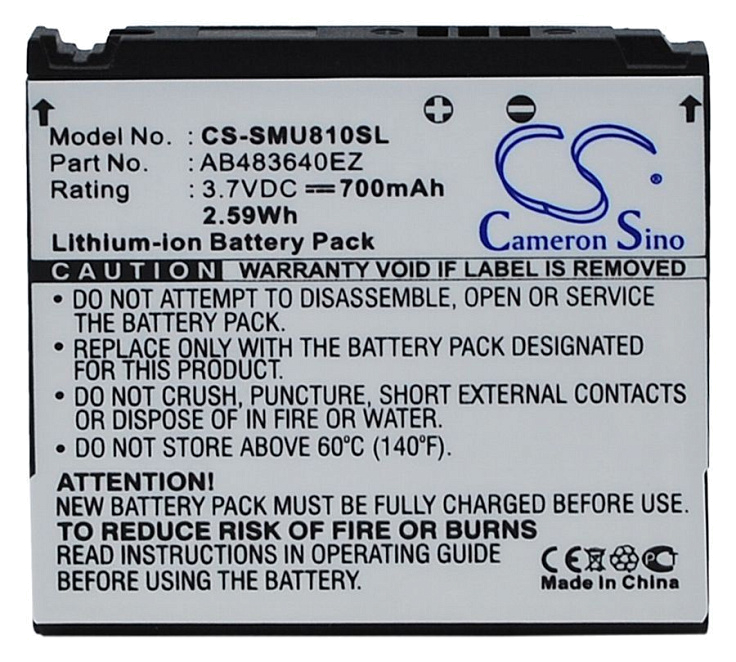 Model No. : CS-SMU810SL
Part No. : AB483640EZ
Rating : 3.7VDC ⎓ 700mAh
2.59Wh
Lithium-ion Battery Pack
CS ®
Cameron Sino
CAUTION WARRANTY VOID IF LABEL IS REMOVED
• DO NOT ATTEMPT TO DISASSEMBLE, OPEN OR SERVICE
THE BATTERY PACK.
• REPLACE ONLY WITH THE BATTERY PACK DESIGNATED
FOR THIS PRODUCT.
• DO NOT CRUSH, PUNCTURE, SHORT EXTERNAL CONTACTS
OR DISPOSE OF IN FIRE OR WATER.
• DO NOT STORE ABOVE 60°C (140°F).
ATTENTION!
NEW BATTERY PACK MUST BE FULLY CHARGED BEFORE USE.
TO REDUCE RISK OF FIRE OR BURNS
READ INSTRUCTIONS IN OPERATING GUIDE
BEFORE USING THE BATTERY.
CE
Made In China